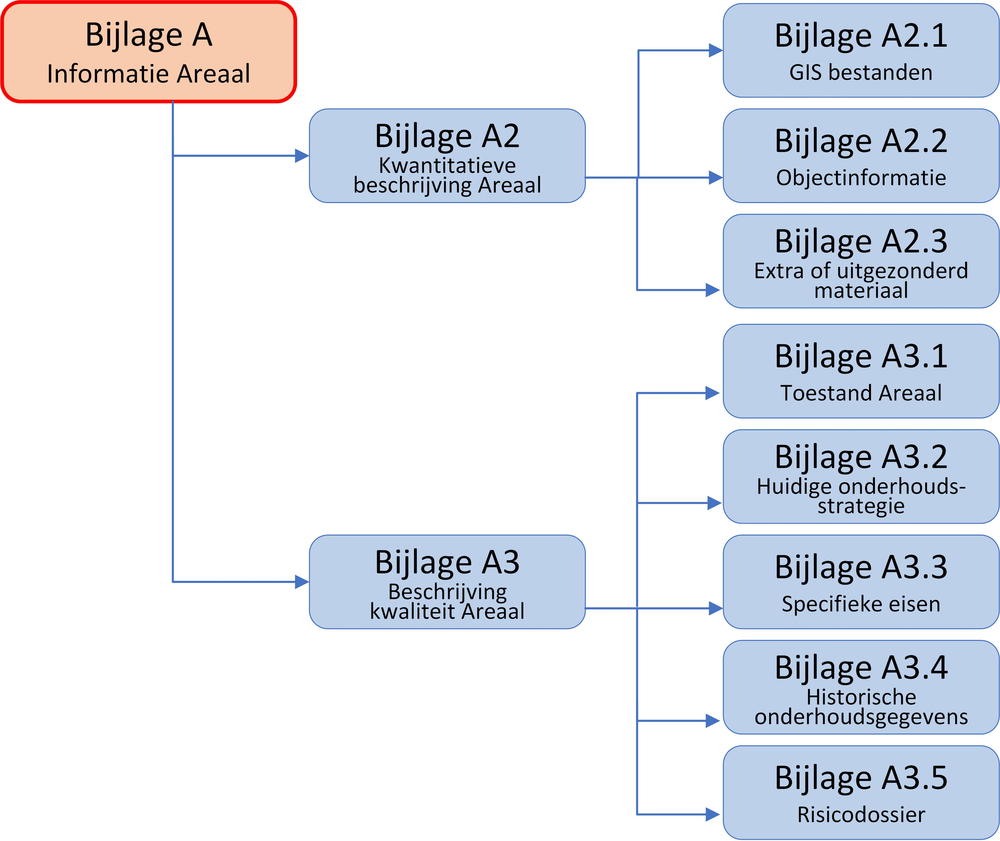 Bijlage A
Informatie Areaal
Bijlage A2
Kwantitatieve
beschrijving Areaal
Bijlage A2.1
GIS bestanden
Bijlage A2.2
Objectinformatie
Bijlage A2.3
Extra of uitgezonderd
materiaal
Bijlage A3
Beschrijving
kwaliteit Areaal
Bijlage A3.1
Toestand Areaal
Bijlage A3.2
Huidige onderhouds-
strategie
Bijlage A3.3
Specifieke eisen
Bijlage A3.4
Historische
onderhoudsgegevens
Bijlage A3.5
Risicodossier